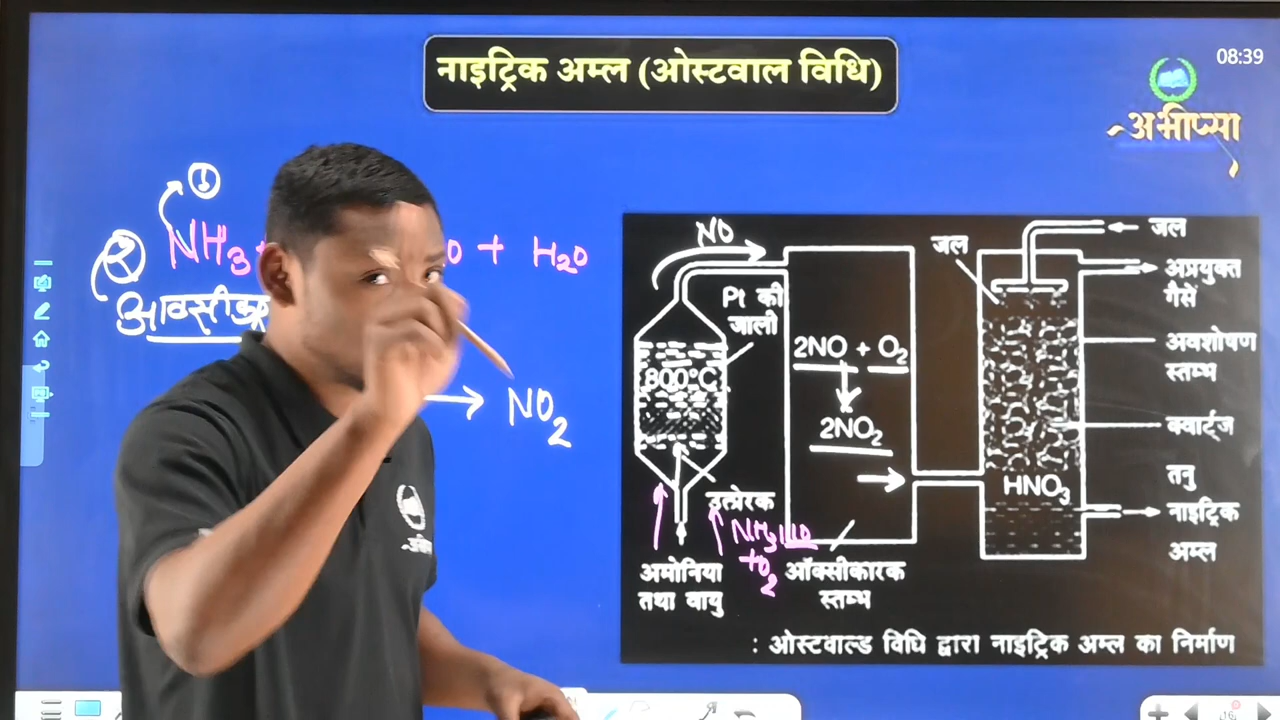 नाइट्रिक अम्ल (ओस्टवाल विधि)
08:39
अभीप्सा
1
2
NH3 +
O + H2O
→ NO2
NO
जल
जल
अप्रयुक्त
गैसें
Pt की
जाली
800°C
2NO + O2
2NO2
अवशोषण
स्तम्भ
क्वार्ट्ज
HNO3
तनु
नाइट्रिक
अम्ल
उत्प्रेरक
NH3
+O2
अमोनिया
तथा वायु
ऑक्सीकारक
स्तम्भ
: ओस्टवाल्ड विधि द्वारा नाइट्रिक अम्ल का निर्माण